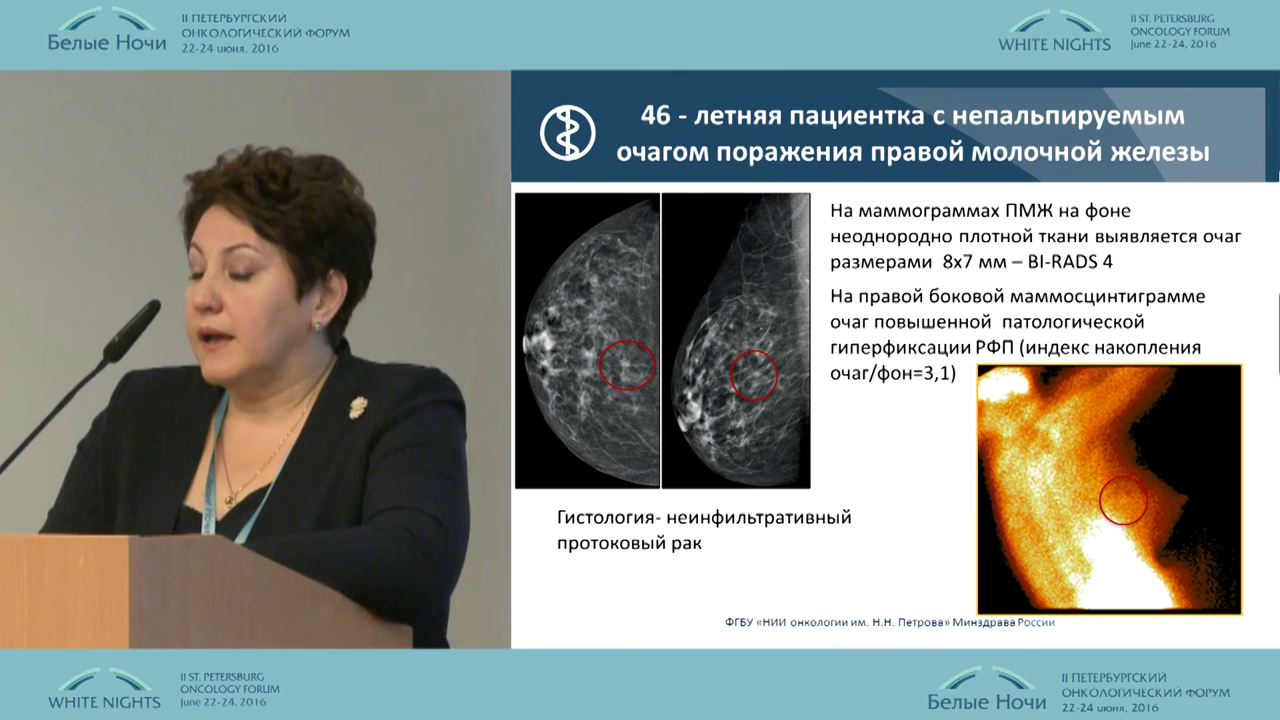 Белые Ночи
II ПЕТЕРБУРГСКИЙ
ОНКОЛОГИЧЕСКИЙ ФОРУМ
22-24 июня, 2016
WHITE NIGHTS
II ST. PETERSBURG
ONCOLOGY FORUM
June 22-24, 2016
46 - летняя пациентка с непальпируемым
очагом поражения правой молочной железы
На маммограммах ПМЖ на фоне
неоднородно плотной ткани выявляется очаг
размерами 8х7 мм – BI-RADS 4
На правой боковой маммосцинтиграмме
очаг повышенной патологической
гиперфиксации РФП (индекс накопления
очаг/фон=3,1)
Гистология- неинфильтративный
протоковый рак
ФГБУ «НИИ онкологии им. Н.Н. Петрова» Минздрава России
WHITE NIGHTS
II ST. PETERSBURG
ONCOLOGY FORUM
June 22-24, 2016
Белые Ночи
II ПЕТЕРБУРГСКИЙ
ОНКОЛОГИЧЕСКИЙ ФОРУМ
22-24 июня, 2016